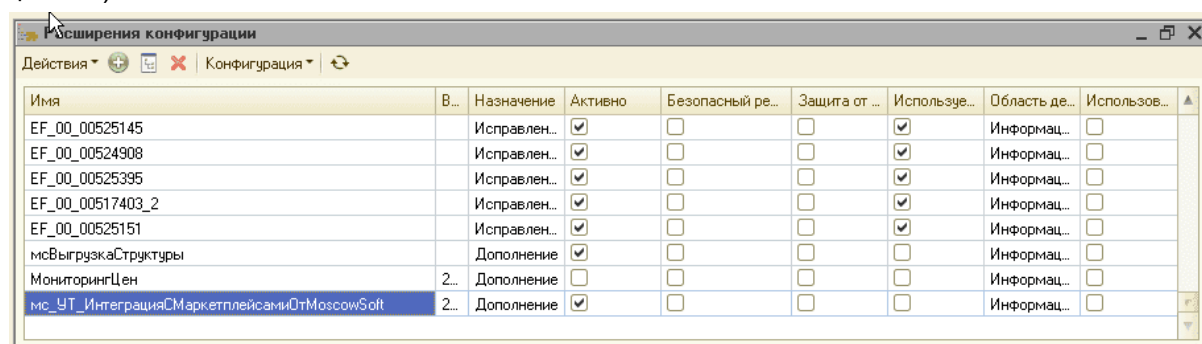 Расширения конфигурации
Действия Конфигурация
Имя В... Назначение Активно Безопасный ре... Защита от ... Используе... Область де... Использов...
EF_00_00525145 Исправлен... Информац...
EF_00_00524908 Исправлен... Информац...
EF_00_00525395 Исправлен... Информац...
EF_00_00517403_2 Исправлен... Информац...
EF_00_00525151 Исправлен... Информац...
мсВыгрузкаСтруктуры Дополнение Информац...
МониторингЦен 2... Дополнение Информац...
мс_УТ_ИнтеграцияСМаркетплейсамиОтMoscowSoft 2... Дополнение Информац...